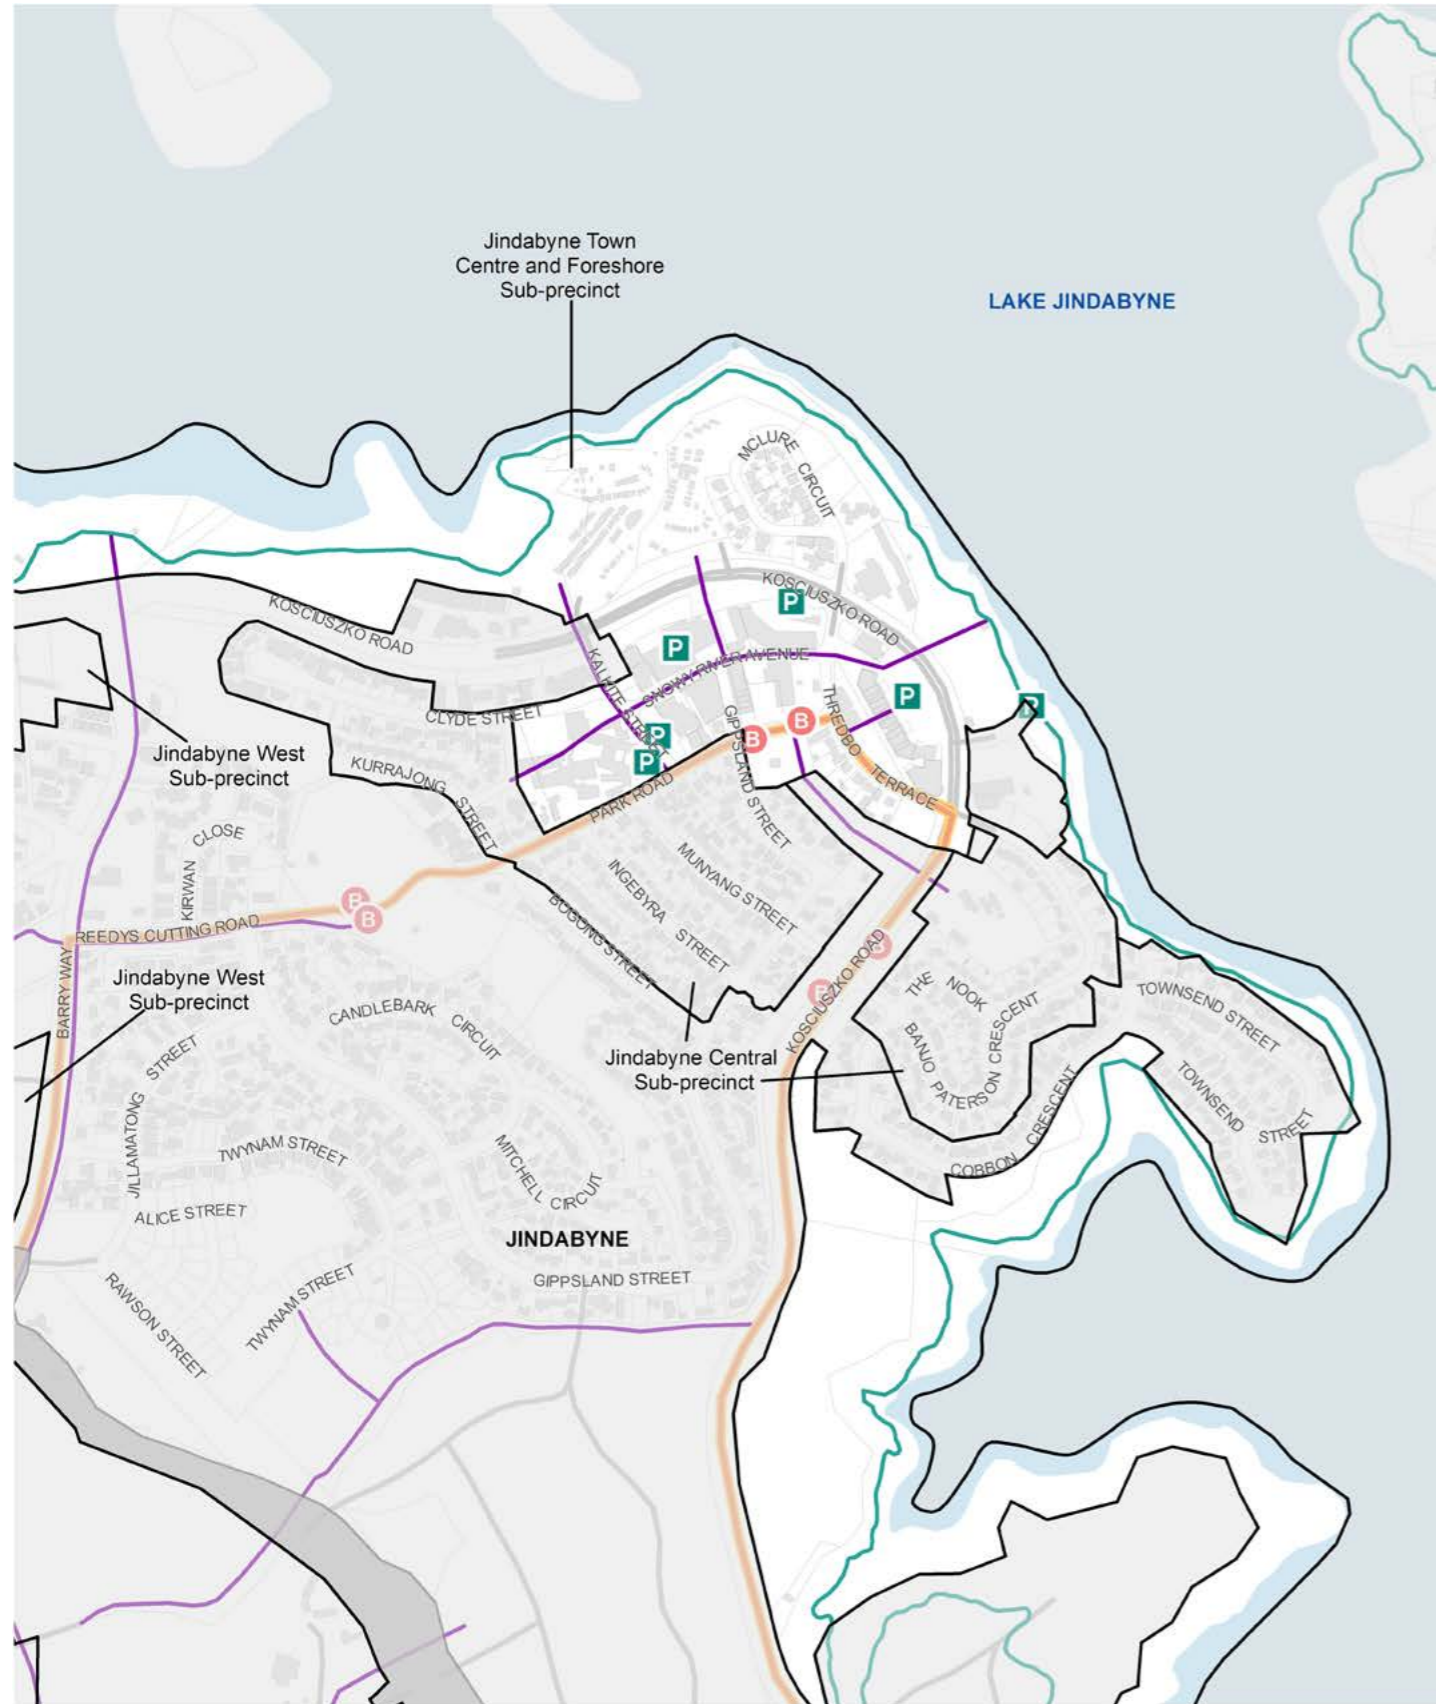 Jindabyne Town
Centre and Foreshore
Sub-precinct
LAKE JINDABYNE
MCLURE CIRCUIT
KOSCIUSZKO ROAD
KOSCIUSZKO ROAD
P
P
KALKITE STREET
SNOWY RIVER AVENUE
P
P
CLYDE STREET
GIPPSLAND STREET
THREDBO TERRACE
B
B
P
P
Jindabyne West
Sub-precinct
KURRAJONG STREET
PARK ROAD
KIRWAN CLOSE
INGEBYRA STREET
MUNYANG STREET
B
B
REEDYS CUTTING ROAD
BOGONG STREET
BARRY WAY
B
B
KOSCIUSZKO ROAD
Jindabyne West
Sub-precinct
CANDLEBARK CIRCUIT
THE NOOK
BANJO PATERSON CRESCENT
TOWNSEND STREET
TOWNSEND STREET
Jindabyne Central
Sub-precinct
JILLAMATONG STREET
COBBON CRESCENT
TWYNAM STREET
MITCHELL CIRCUIT
ALICE STREET
JINDABYNE
GIPPSLAND STREET
RAWSON STREET
TWYNAM STREET